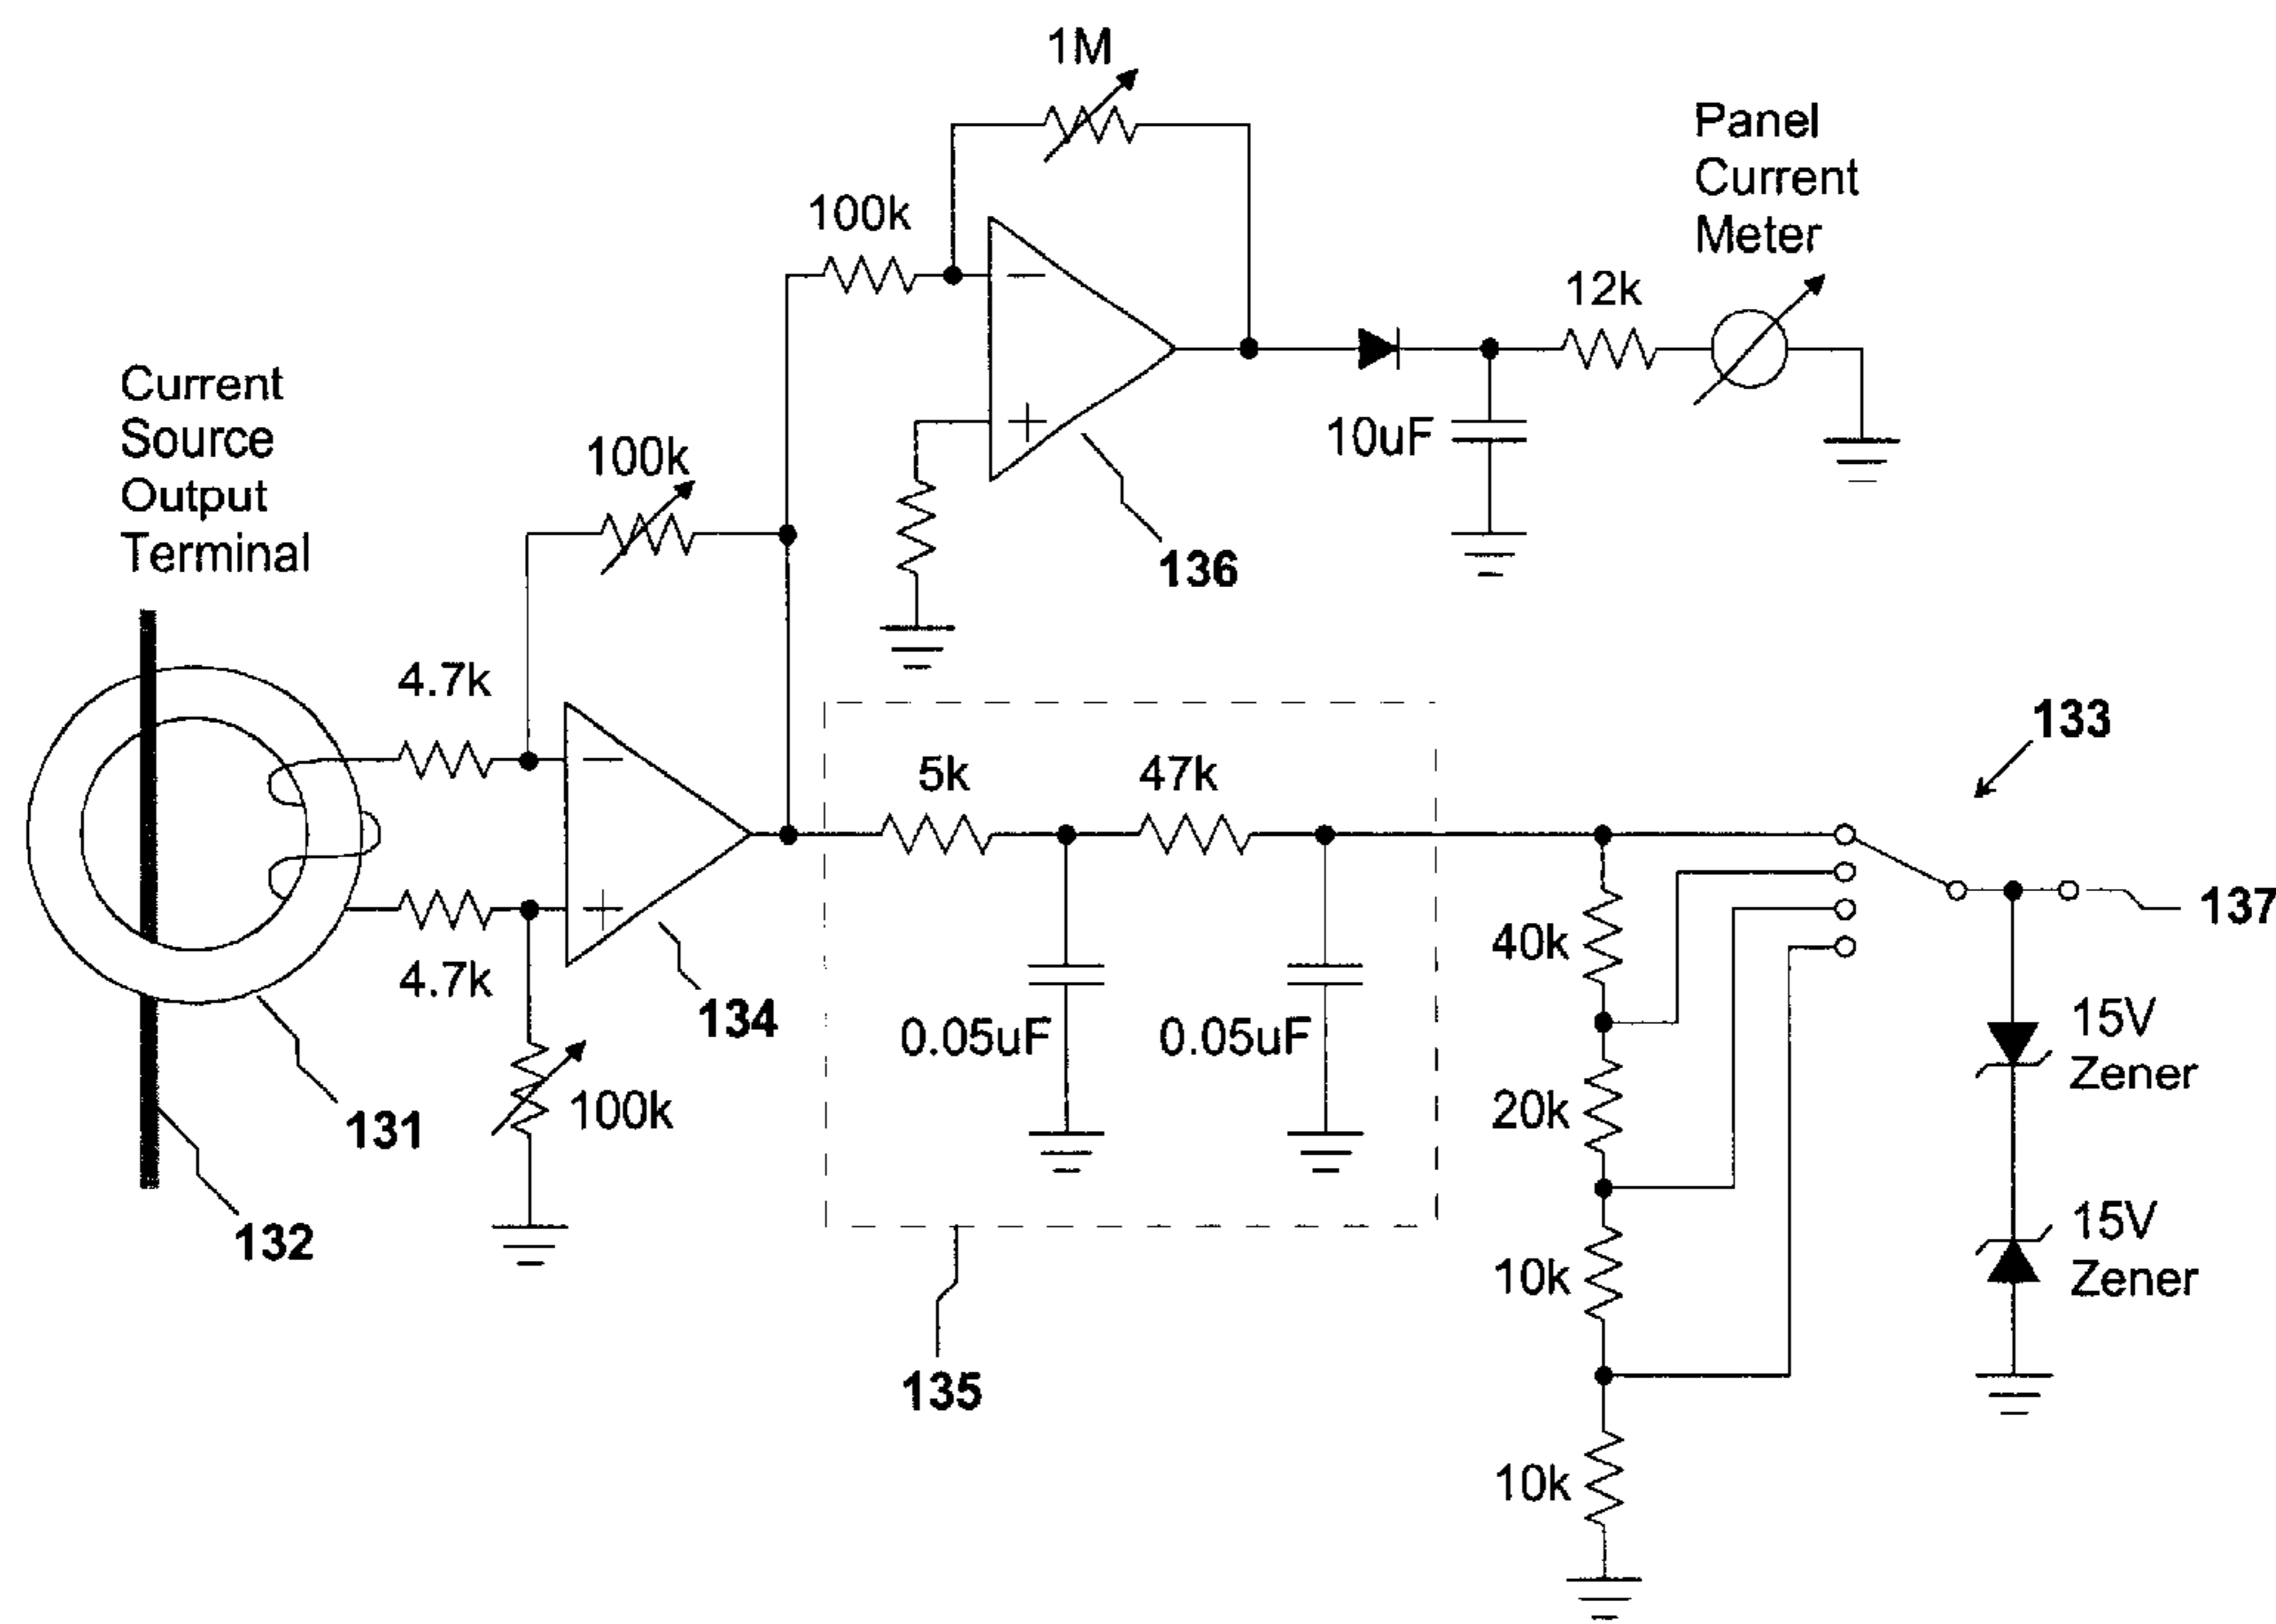 1M
Panel
Current
Meter
100k
12k
Current
Source
Output
Terminal
100k
10uF
136
4.7k
133
5k
47k
137
40k
4.7k
134
0.05uF
0.05uF
15V
Zener
100k
20k
131
132
15V
Zener
10k
135
10k